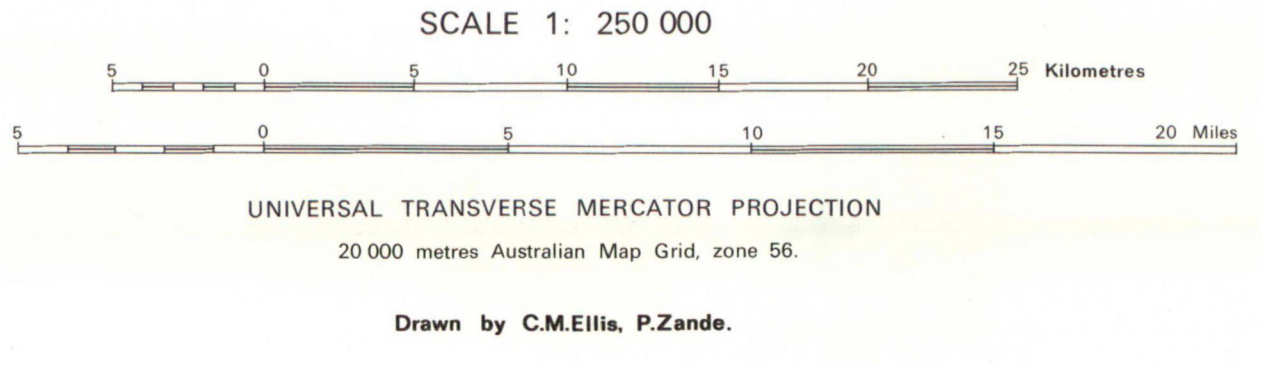 SCALE 1: 250 000
5 0 5 10 15 20 25 Kilometres
5 0 5 10 15 20 Miles
UNIVERSAL TRANSVERSE MERCATOR PROJECTION
20 000 metres Australian Map Grid, zone 56.
Drawn by C.M.Ellis, P.Zande.